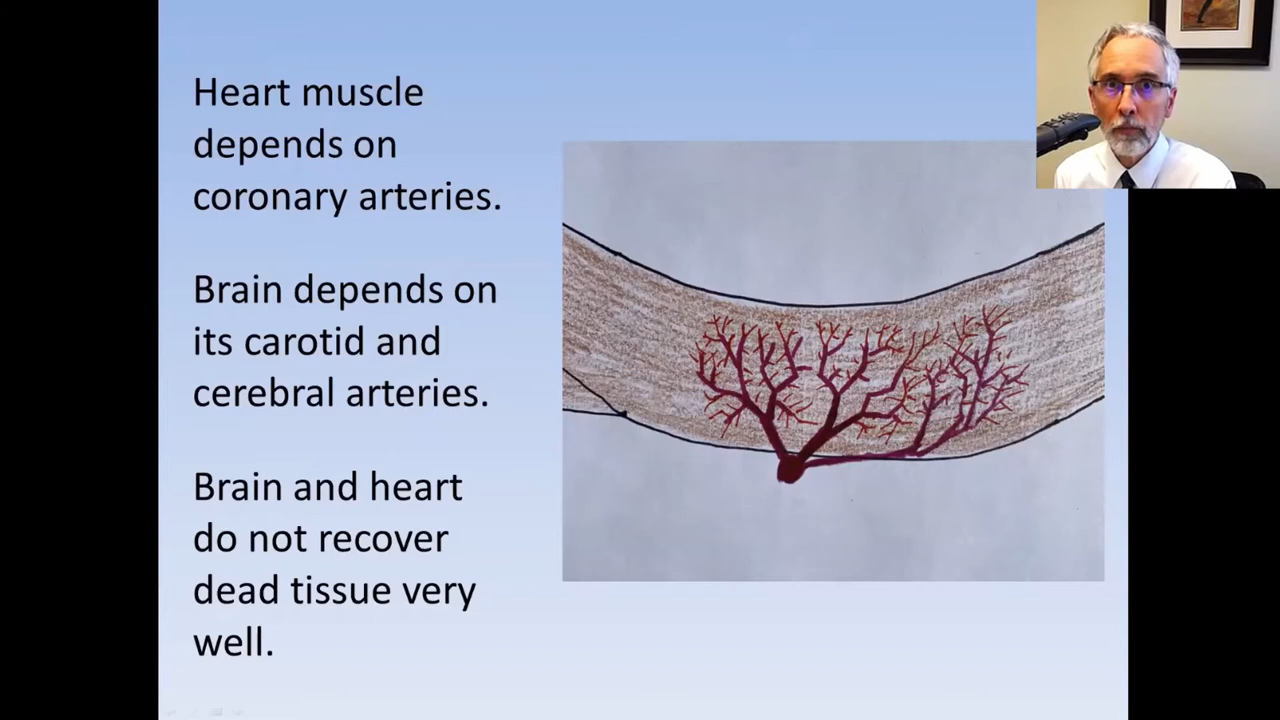 Heart muscle
depends on
coronary arteries.
Brain depends on
its carotid and
cerebral arteries.
Brain and heart
do not recover
dead tissue very
well.